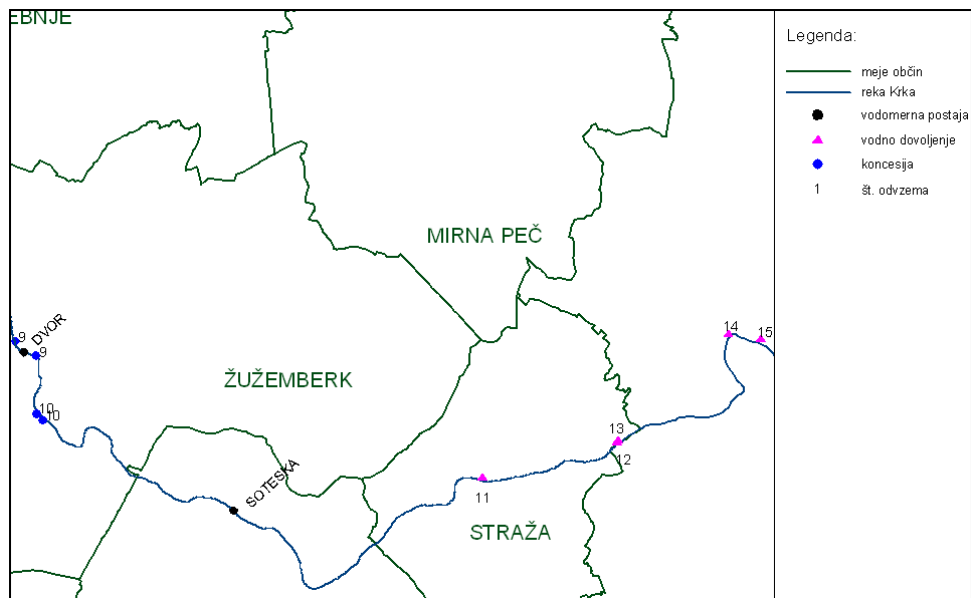 EBNJE
Legenda:
meje občin
reka Krka
vodomerna postaja
vodno dovoljenje
koncesija
1 št. odvzema
MIRNA PEČ
9 DVOR
9
14
15
ŽUŽEMBERK
10
10
13
12
SOTESKA
11
STRAŽA